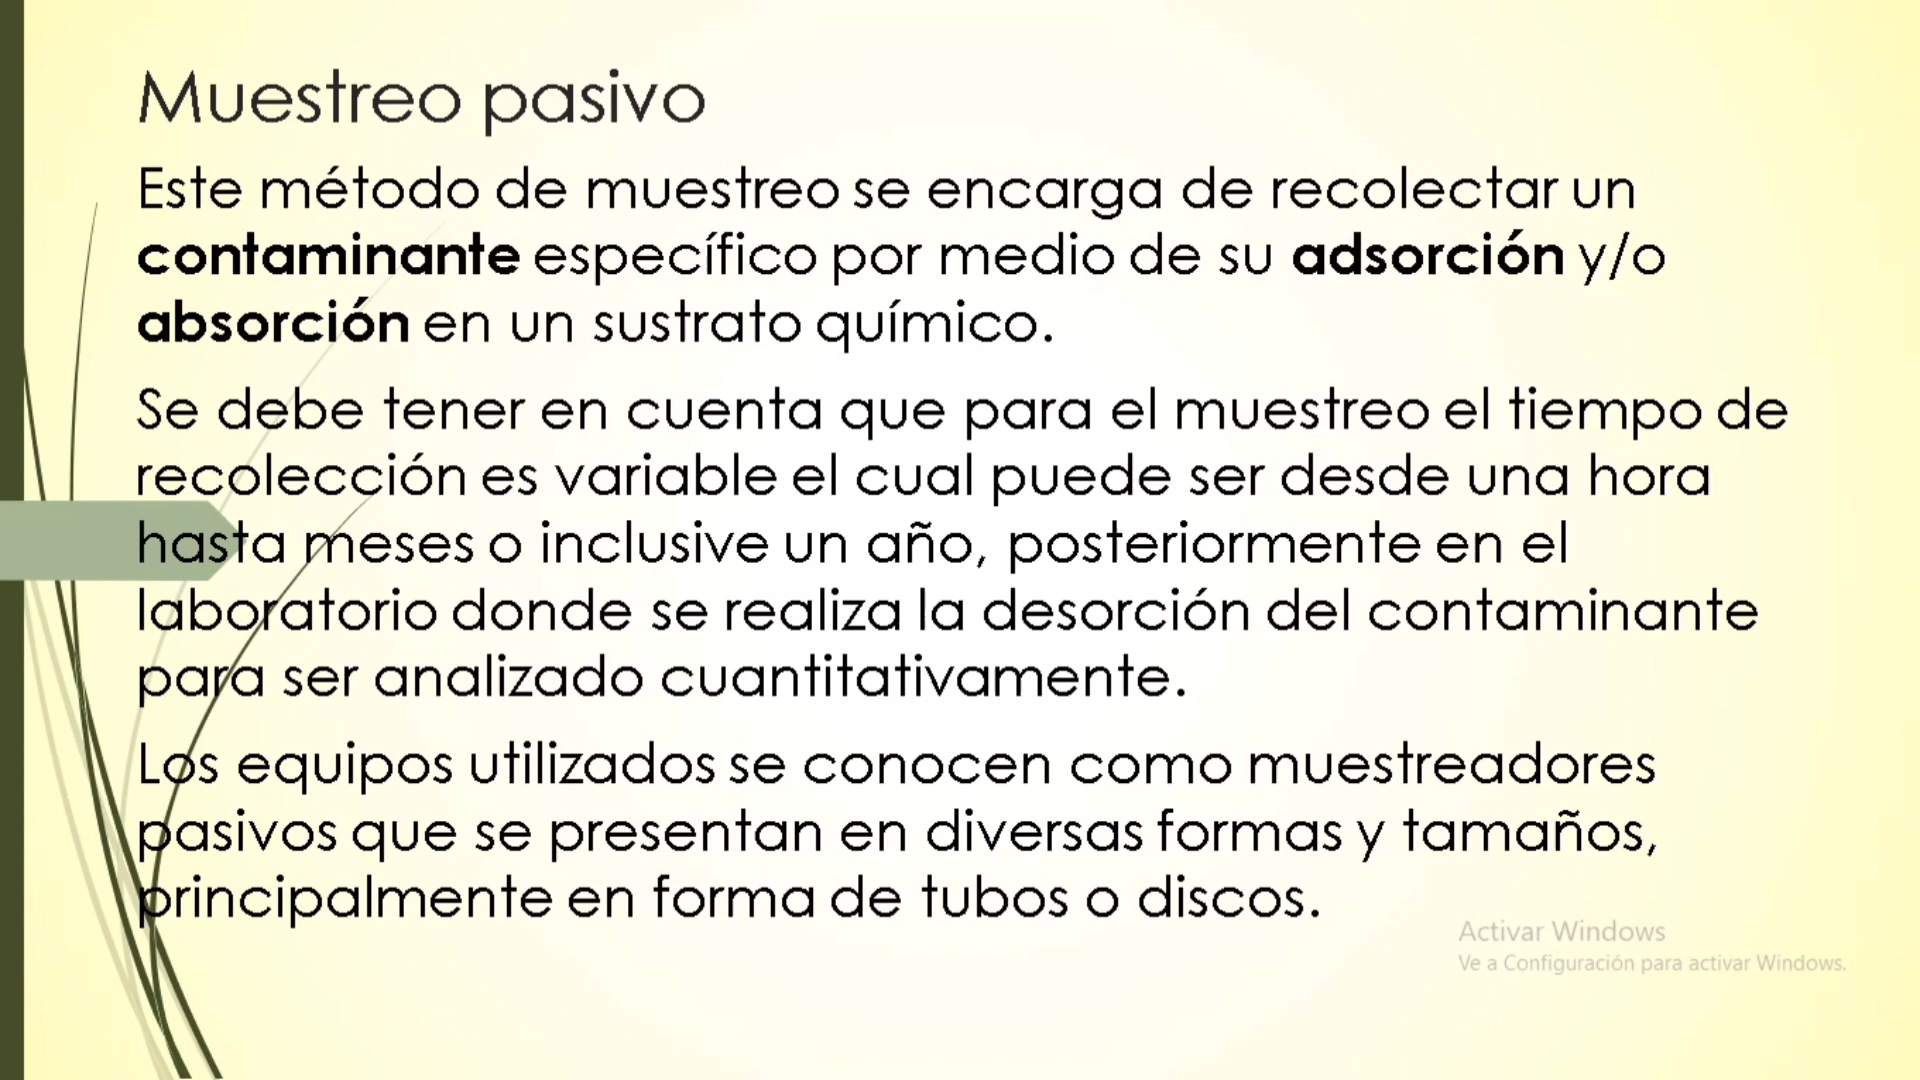 Muestreo pasivo
Este método de muestreo se encarga de recolectar un
contaminante específico por medio de su adsorción y/o
absorción en un sustrato químico.
Se debe tener en cuenta que para el muestreo el tiempo de
recolección es variable el cual puede ser desde una hora
hasta meses o inclusive un año, posteriormente en el
laboratorio donde se realiza la desorción del contaminante
para ser analizado cuantitativamente.
Los equipos utilizados se conocen como muestreadores
pasivos que se presentan en diversas formas y tamaños,
principalmente en forma de tubos o discos.
Activar Windows
Ve a Configuración para activar Windows.